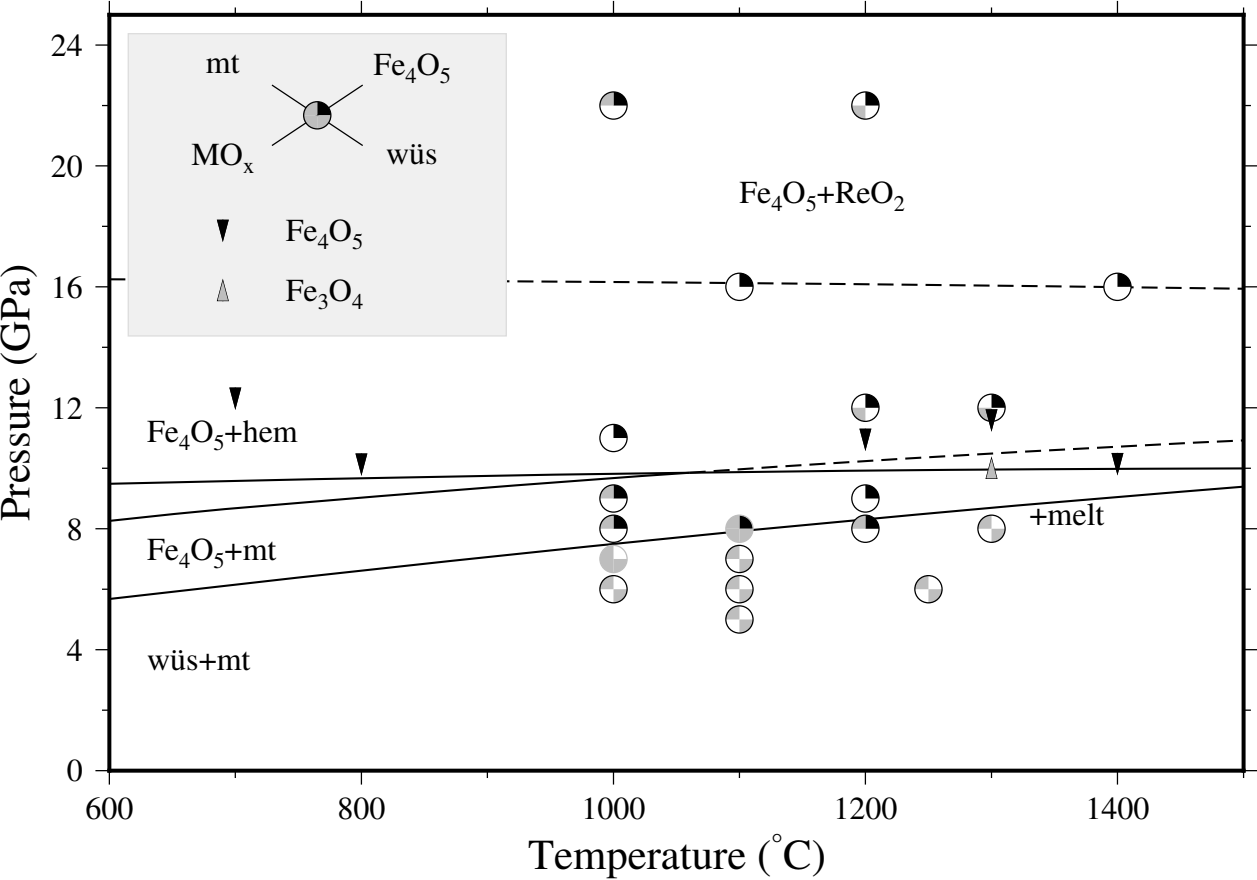 24
20
16
12
8
4
0
Pressure (GPa)
mt Fe₄O₅
MOₓ wüs
Fe₄O₅
Fe₃O₄
Fe₄O₅+ReO₂
Fe₄O₅+hem
+melt
Fe₄O₅+mt
wüs+mt
600 800 1000 1200 1400
Temperature (°C)